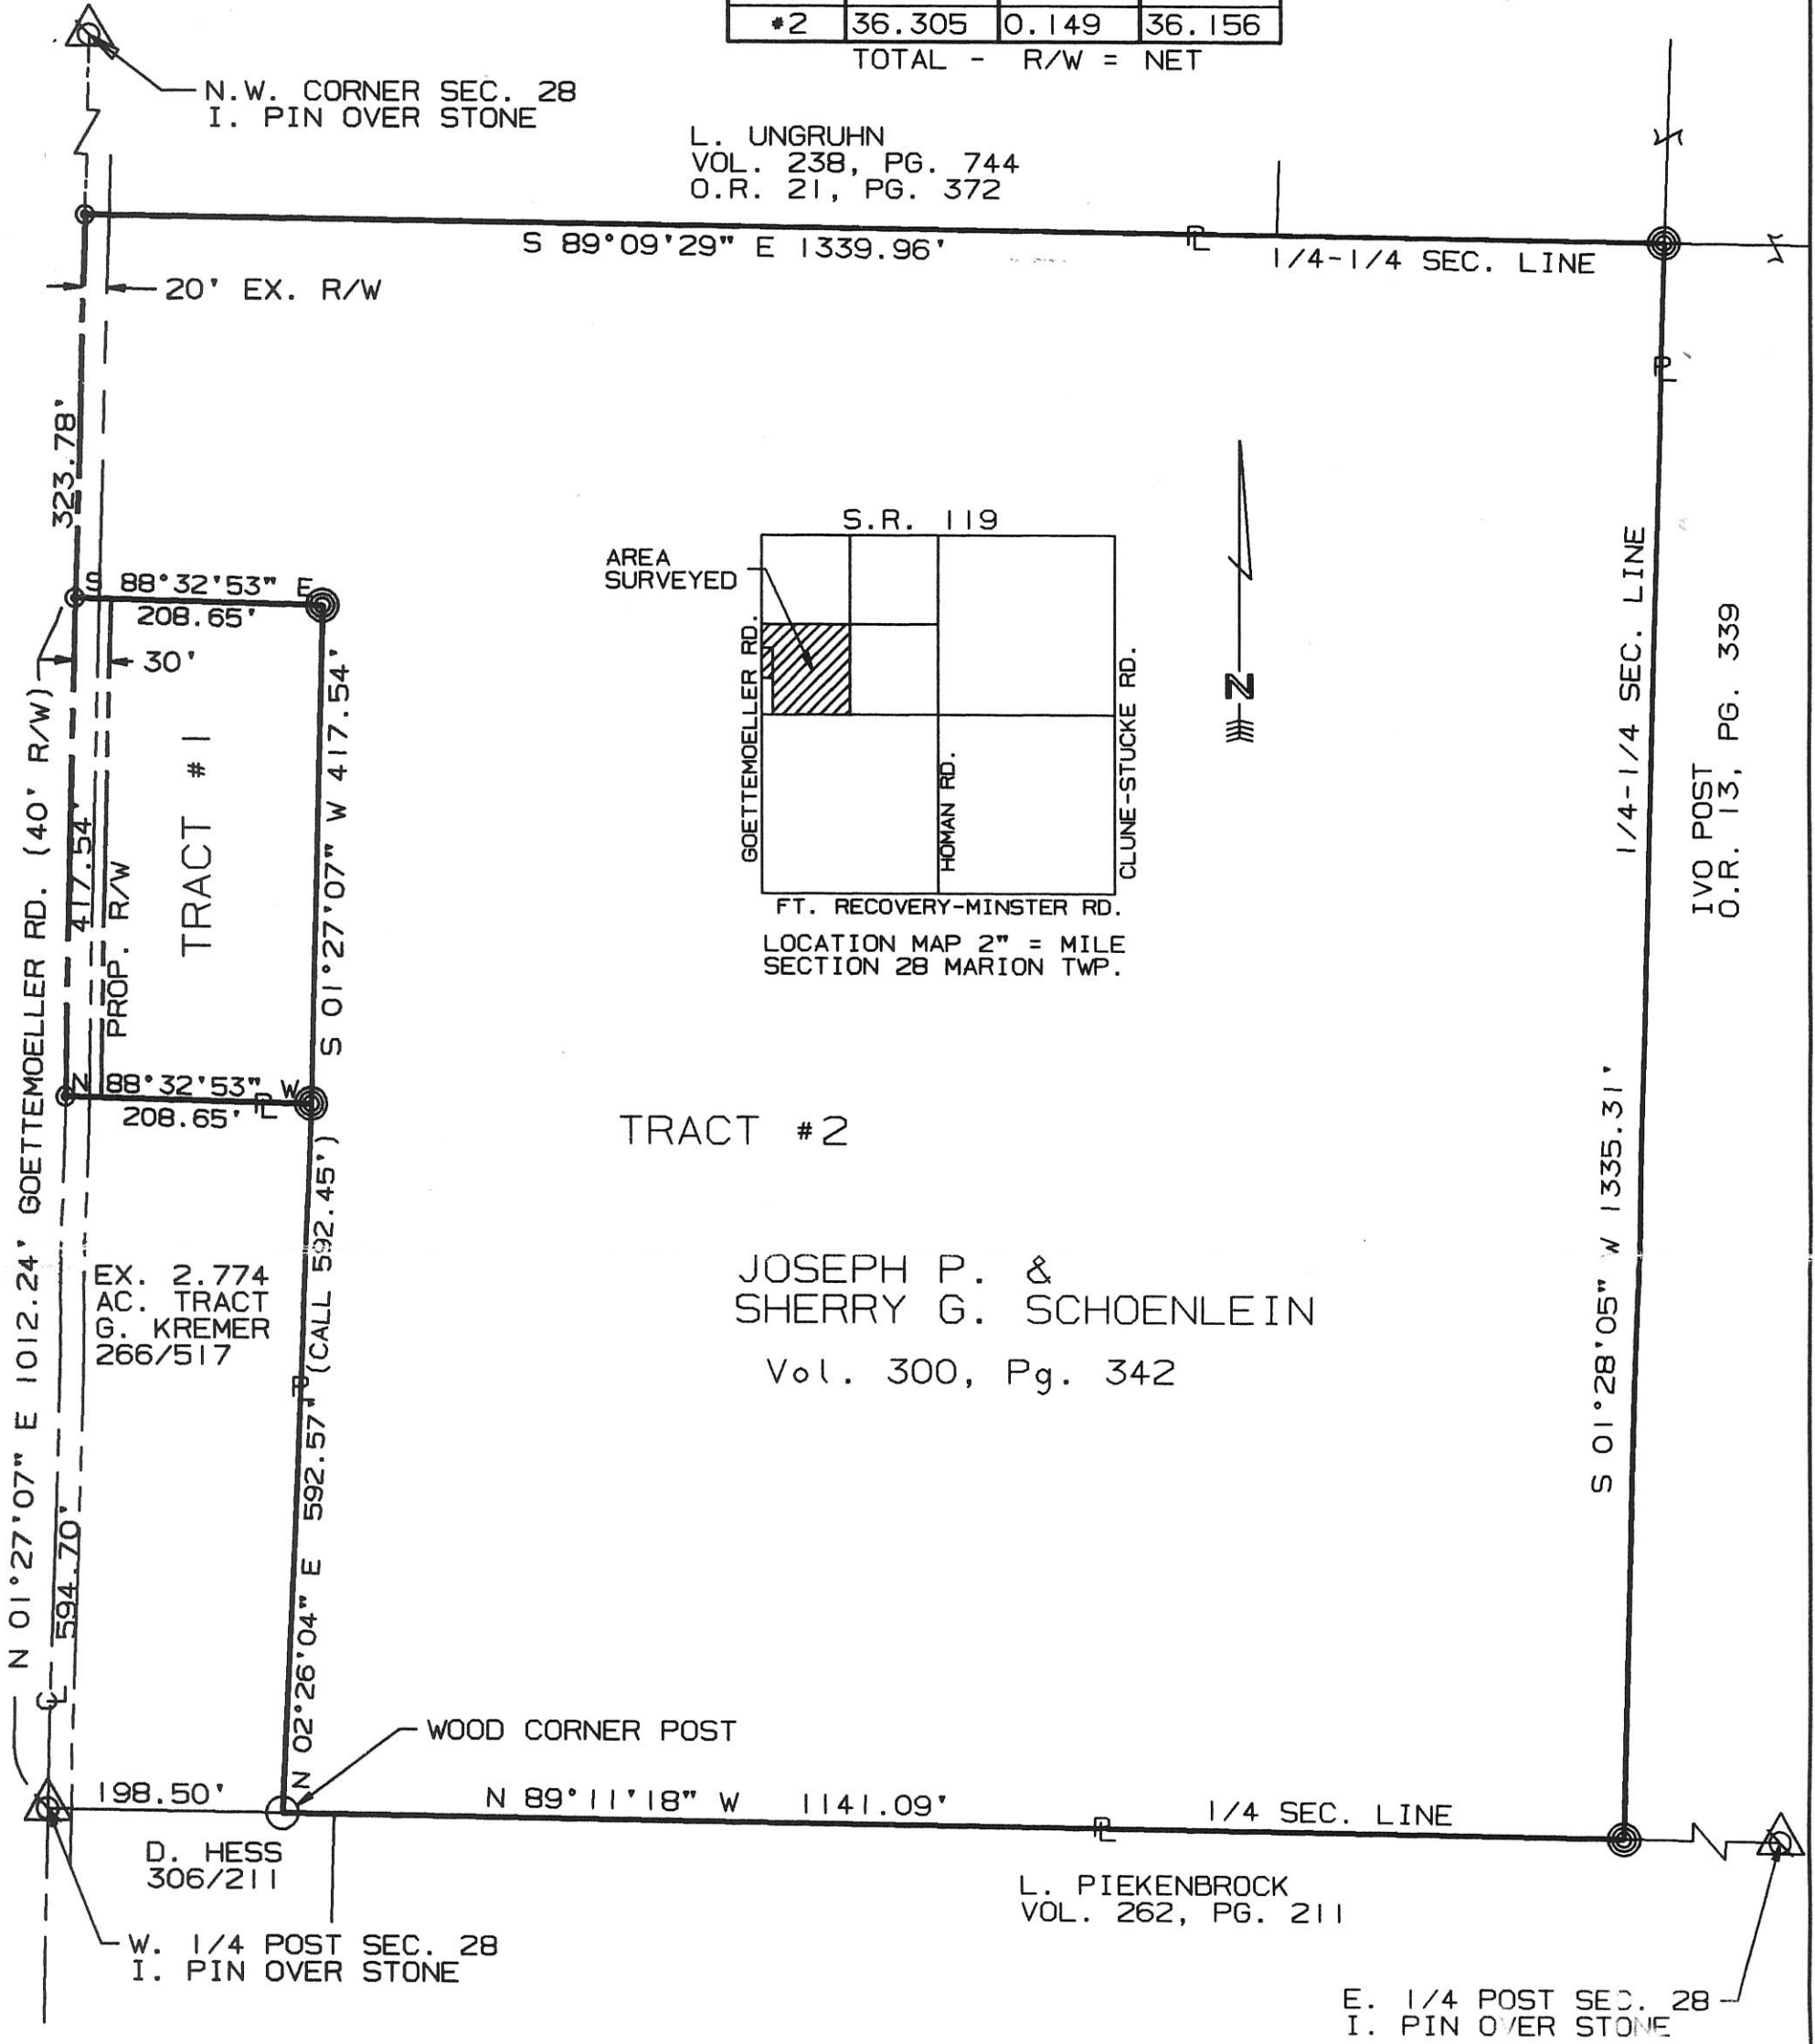 #2 36.305 0.149 36.156
TOTAL - R/W = NET
N.W. CORNER SEC. 28
I. PIN OVER STONE
L. UNGRUHN
VOL. 238, PG. 744
O.R. 21, PG. 372
S 89°09'29" E 1339.96'
1/4-1/4 SEC. LINE
20' EX. R/W
323.78'
S 88°32'53" E
208.65'
30'
417.54'
PROP. R/W
TRACT #1
S 01°27'07" W 417.54'
N 88°32'53" W
208.65'
S.R. 119
AREA
SURVEYED
GOETTEMOELLER RD.
HOMAN RD.
CLUNE-STUCKE RD.
FT. RECOVERY-MINSTER RD.
LOCATION MAP 2" = MILE
SECTION 28 MARION TWP.
N
1/4-1/4 SEC. LINE
S 01°28'05" W 1335.31'
IVO POST
O.R. 13, PG. 339
TRACT #2
JOSEPH P. &
SHERRY G. SCHOENLEIN
Vol. 300, Pg. 342
N 01°27'07" E 1012.24' GOETTEMOELLER RD. (40' R/W)
EX. 2.774
AC. TRACT
G. KREMER
266/517
594.70'
N 02°26'04" E 592.57' (CALL 592.45')
WOOD CORNER POST
198.50'
N 89°11'18" W 1141.09'
1/4 SEC. LINE
D. HESS
306/211
L. PIEKENBROCK
VOL. 262, PG. 211
W. 1/4 POST SEC. 28
I. PIN OVER STONE
E. 1/4 POST SEC. 28
I. PIN OVER STONE